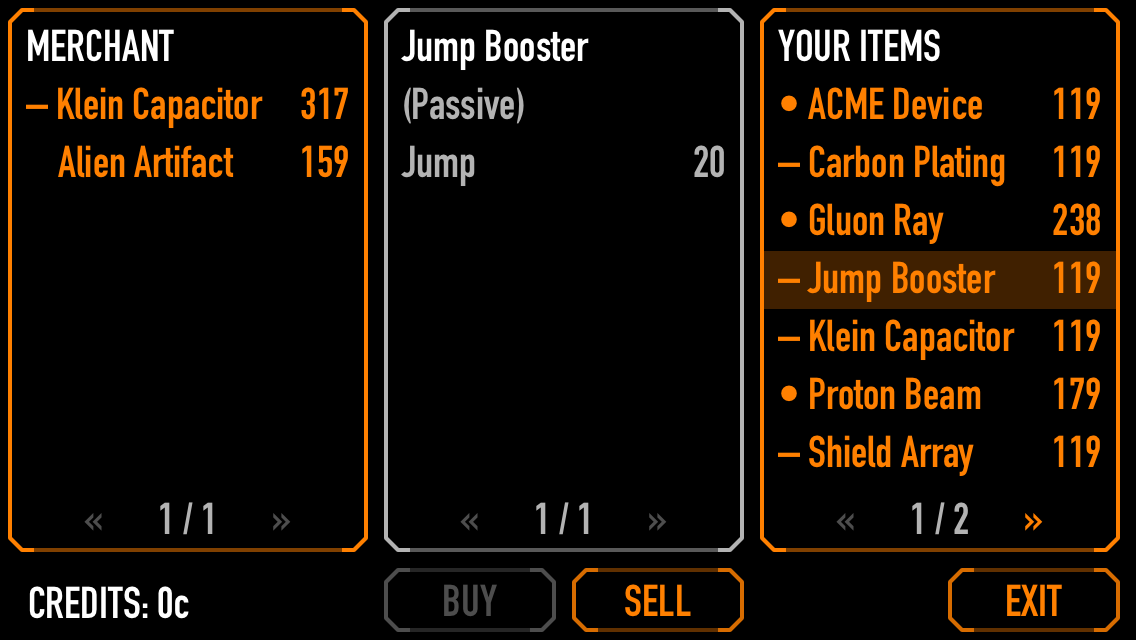 MERCHANT
– Klein Capacitor 317
Alien Artifact 159
« 1 / 1 »
Jump Booster
(Passive)
Jump 20
« 1 / 1 »
YOUR ITEMS
• ACME Device 119
– Carbon Plating 119
• Gluon Ray 238
– Jump Booster 119
– Klein Capacitor 119
• Proton Beam 179
– Shield Array 119
« 1 / 2 »
CREDITS: 0c
BUY
SELL
EXIT